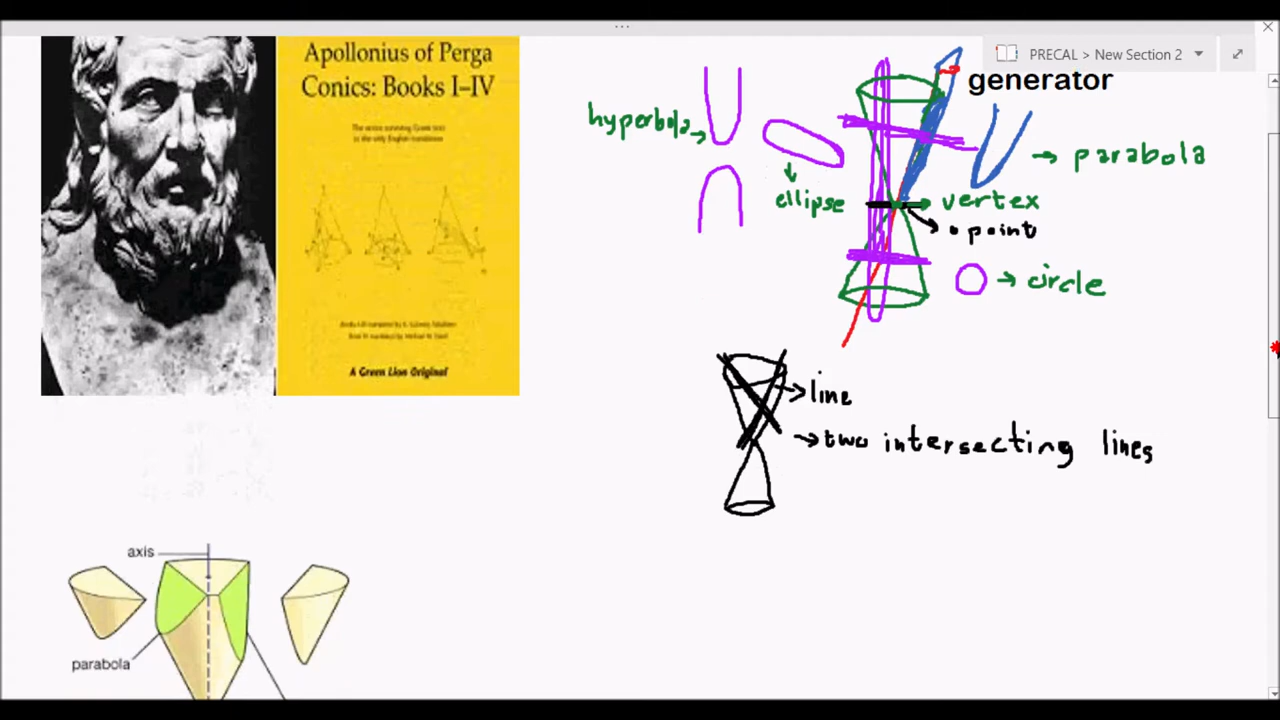 PRECAL > New Section 2
Apollonius of Perga
Conics: Books I–IV
A Green Lion Original
generator
hyperbola
ellipse
parabola
vertex
point
circle
line
two intersecting lines
axis
parabola